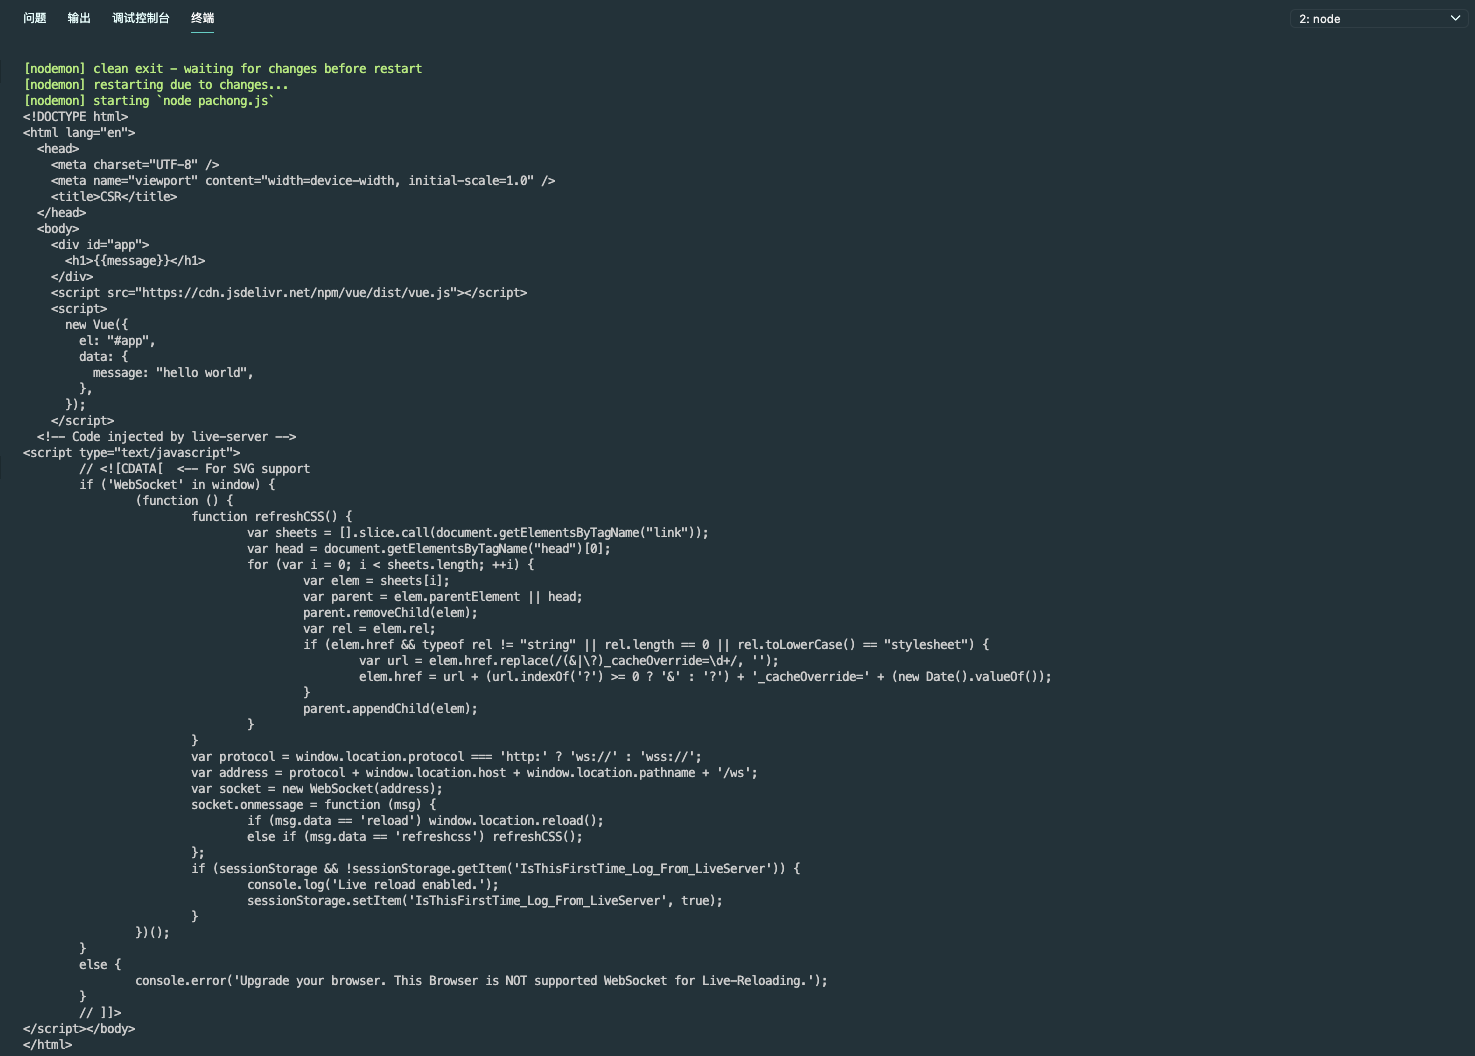 问题 输出 调试控制台 终端 2: node
[nodemon] clean exit - waiting for changes before restart
[nodemon] restarting due to changes...
[nodemon] starting `node pachong.js`
<!DOCTYPE html>
<html lang="en">
  <head>
    <meta charset="UTF-8" />
    <meta name="viewport" content="width=device-width, initial-scale=1.0" />
    <title>CSR</title>
  </head>
  <body>
    <div id="app">
      <h1>{{message}}</h1>
    </div>
    <script src="https://cdn.jsdelivr.net/npm/vue/dist/vue.js"></script>
    <script>
      new Vue({
        el: "#app",
        data: {
          message: "hello world",
        },
      });
    </script>
  <!-- Code injected by live-server -->
<script type="text/javascript">
        // <![CDATA[  <-- For SVG support
        if ('WebSocket' in window) {
                (function () {
                        function refreshCSS() {
                                var sheets = [].slice.call(document.getElementsByTagName("link"));
                                var head = document.getElementsByTagName("head")[0];
                                for (var i = 0; i < sheets.length; ++i) {
                                        var elem = sheets[i];
                                        var parent = elem.parentElement || head;
                                        parent.removeChild(elem);
                                        var rel = elem.rel;
                                        if (elem.href && typeof rel != "string" || rel.length == 0 || rel.toLowerCase() == "stylesheet") {
                                                var url = elem.href.replace(/(&|\?)_cacheOverride=\d+/, '');
                                                elem.href = url + (url.indexOf('?') >= 0 ? '&' : '?') + '_cacheOverride=' + (new Date().valueOf());
                                        }
                                        parent.appendChild(elem);
                                }
                        }
                        var protocol = window.location.protocol === 'http:' ? 'ws://' : 'wss://';
                        var address = protocol + window.location.host + window.location.pathname + '/ws';
                        var socket = new WebSocket(address);
                        socket.onmessage = function (msg) {
                                if (msg.data == 'reload') window.location.reload();
                                else if (msg.data == 'refreshcss') refreshCSS();
                        };
                        if (sessionStorage && !sessionStorage.getItem('IsThisFirstTime_Log_From_LiveServer')) {
                                console.log('Live reload enabled.');
                                sessionStorage.setItem('IsThisFirstTime_Log_From_LiveServer', true);
                        }
                })();
        }
        else {
                console.error('Upgrade your browser. This Browser is NOT supported WebSocket for Live-Reloading.');
        }
        // ]]>
</script></body>
</html>